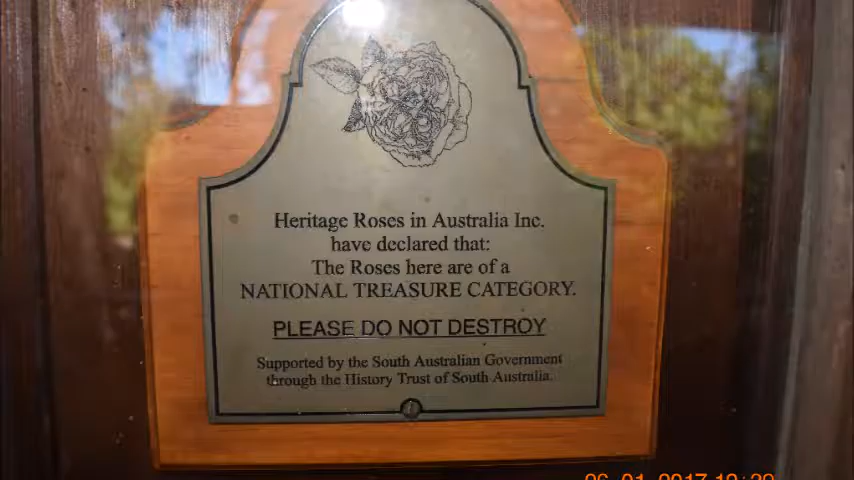 Heritage Roses in Australia Inc.
have declared that:
The Roses here are of a
NATIONAL TREASURE CATEGORY.
PLEASE DO NOT DESTROY
Supported by the South Australian Government
through the History Trust of South Australia.